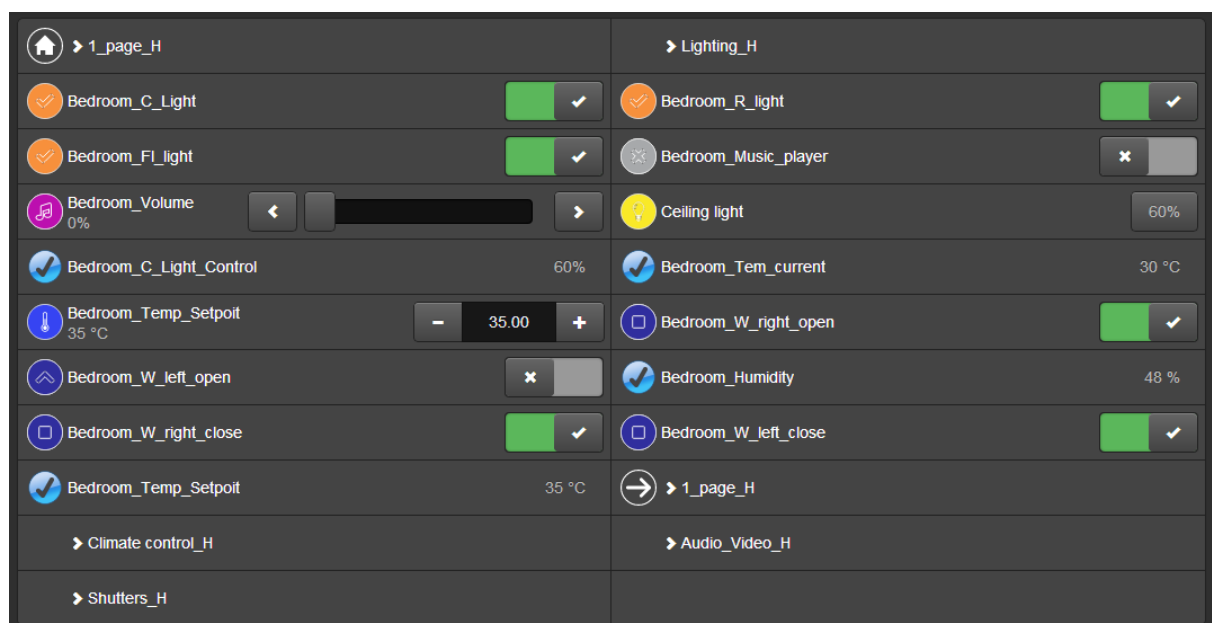 1_page_H
Lighting_H
Bedroom_C_Light
Bedroom_R_light
Bedroom_Fl_light
Bedroom_Music_player
Bedroom_Volume
0%
Ceiling light
60%
Bedroom_C_Light_Control
60%
Bedroom_Tem_current
30 °C
Bedroom_Temp_Setpoit
35 °C
35.00
Bedroom_W_right_open
Bedroom_W_left_open
Bedroom_Humidity
48 %
Bedroom_W_right_close
Bedroom_W_left_close
Bedroom_Temp_Setpoit
35 °C
1_page_H
Climate control_H
Audio_Video_H
Shutters_H